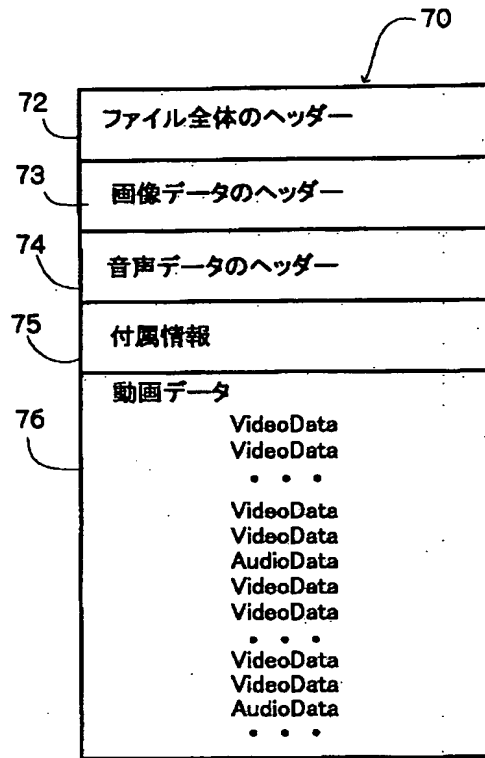 70
72
ファイル全体のヘッダー
73
画像データのヘッダー
74
音声データのヘッダー
75
付属情報
76
動画データ
VideoData
VideoData
・ ・ ・
VideoData
VideoData
AudioData
VideoData
VideoData
・ ・ ・
VideoData
VideoData
AudioData
・ ・ ・